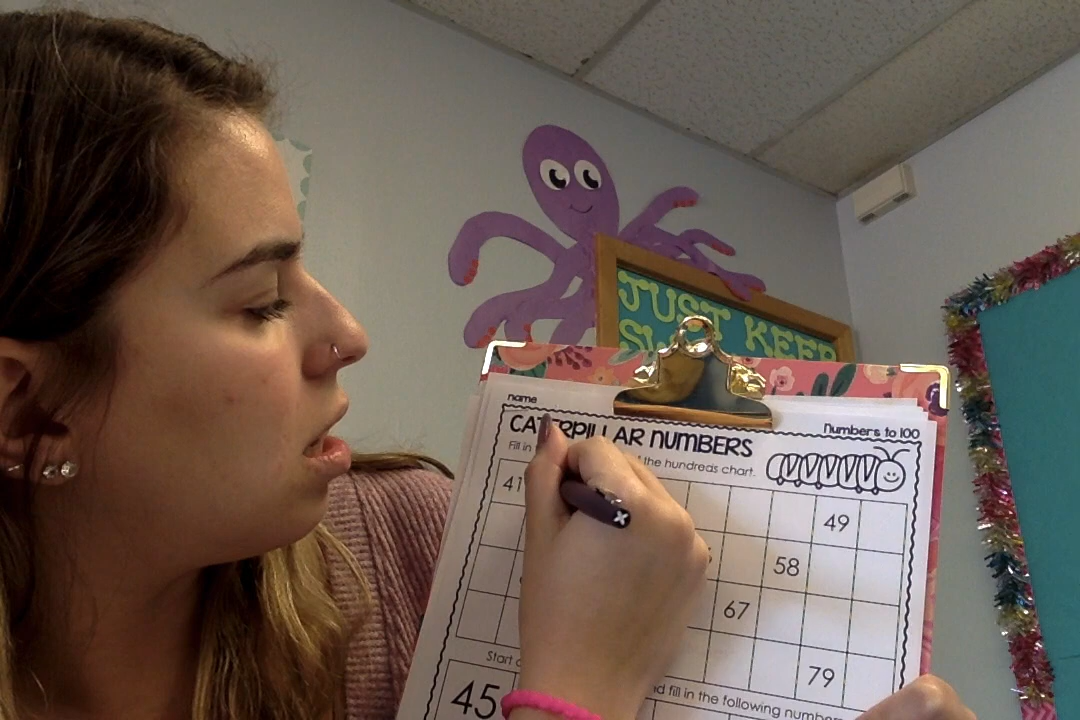 JUST KEEP
name
Numbers to 100
CATERPILLAR NUMBERS
Fill in the hundreds chart.
41 49
58
67
79
Start and fill in the following
45